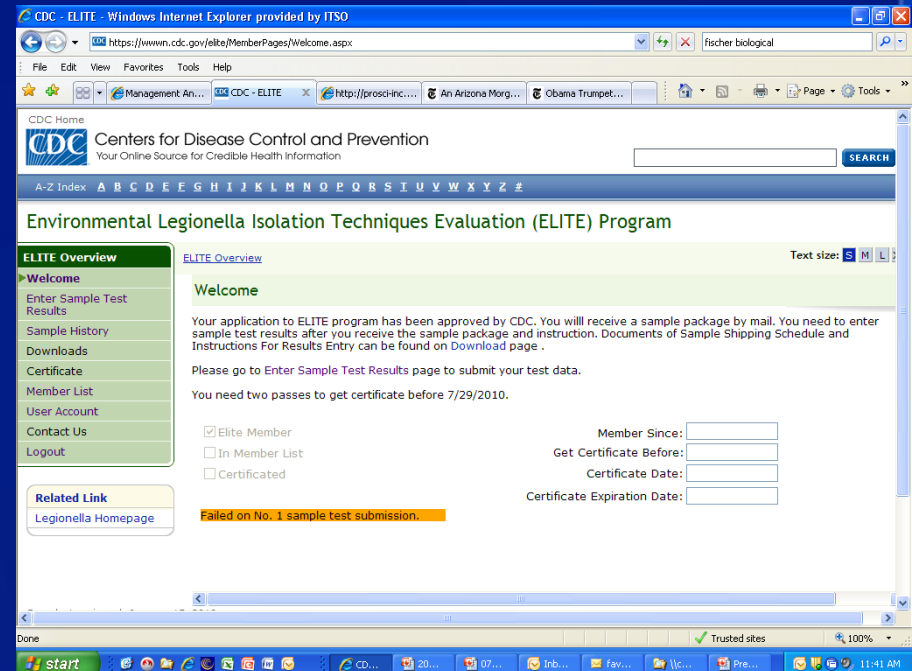 CDC - ELITE - Windows Internet Explorer provided by ITSO
https://wwwn.cdc.gov/elite/MemberPages/Welcome.aspx
fischer biological
File Edit View Favorites Tools Help
Management An...
CDC - ELITE
http://prosci-inc....
An Arizona Morg...
Obama Trumpet...
Page
Tools
CDC Home
CDC
Centers for Disease Control and Prevention
Your Online Source for Credible Health Information
SEARCH
A-Z Index A B C D E F G H I J K L M N O P Q R S T U V W X Y Z #
Environmental Legionella Isolation Techniques Evaluation (ELITE) Program
ELITE Overview
Welcome
Enter Sample Test
Results
Sample History
Downloads
Certificate
Member List
User Account
Contact Us
Logout
Related Link
Legionella Homepage
ELITE Overview
Text size: S M L
Welcome
Your application to ELITE program has been approved by CDC. You willl receive a sample package by mail. You need to enter
sample test results after you receive the sample package and instruction. Documents of Sample Shipping Schedule and
Instructions For Results Entry can be found on Download page .
Please go to Enter Sample Test Results page to submit your test data.
You need two passes to get certificate before 7/29/2010.
Elite Member
In Member List
Certificated
Member Since:
Get Certificate Before:
Certificate Date:
Certificate Expiration Date:
Failed on No. 1 sample test submission.
Done
Trusted sites
100%
start
CD...
20...
07...
Inb...
fav...
\\c...
Pre...
11:41 AM